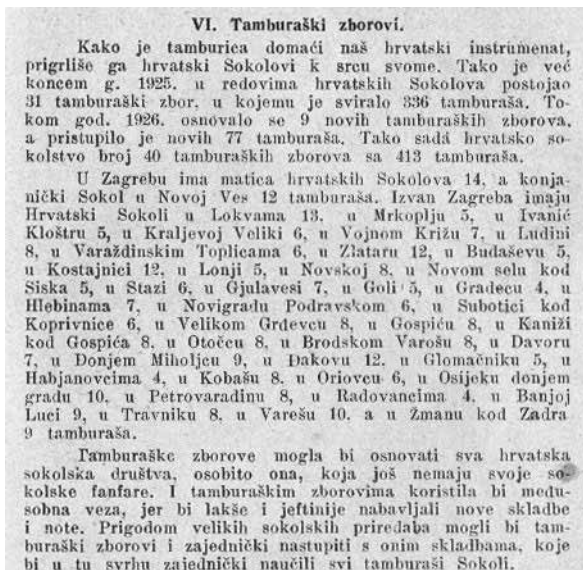 VI. Tamburaški zborovi.
Kako je tamburica domaći naš hrvatski instrumenat,
prigrliše ga hrvatski Sokolovi k srcu svome. Tako je već
koncem g. 1925. u redovima hrvatskih Sokolova postojao
31 tamburaški zbor, u kojemu je sviralo 336 tamburaša. To-
kom god. 1926. osnovalo se 9 novih tamburaških zborova,
a pristupilo je novih 77 tamburaša. Tako sadá hrvatsko so-
kolstvo broj 40 tamburaških zborova sa 413 tamburaša.
U Zagrebu ima matica hrvatskih Sokolova 14, a konja-
nički Sokol u Novoj Ves 12 tamburaša. Izvan Zagreba imaju
Hrvatski Sokoli u Lokvama 13, u Mrkoplju 5, u Ivanić
Kloštru 5, u Kraljevoj Veliki 6, u Vojnom Križu 7, u Ludini
8, u Varaždinskim Toplicama 6, u Zlataru 12, u Budaševu 5,
u Kostajnici 12, u Lonji 5, u Novskoj 8, u Novom selu kod
Siska 5, u Stazi 6, u Gjulavesi 7, u Goli 5, u Gradecu 4, u
Hlebinama 7, u Novigradu Podravskom 6, u Subotici kod
Koprivnice 6, u Velikom Grđevcu 8, u Gospiću 8, u Kaniži
kod Gospića 8, u Otočcu 8, u Brodskom Varošu 8, u Davoru
7, u Donjem Miholjcu 9, u Đakovu 12. u Glomačniku 5, u
Habjanovcima 4, u Kobašu 8. u Oriovcu 6, u Osijeku donjem
gradu 10, u Petrovaradinu 8, u Radovancima 4, u Banjoj
Luci 9, u Travniku 8, u Varešu 10, a u Žmanu kod Zadra
9 tamburaša.
Tamburaške zborove mogla bi osnovati sva hrvatska
sokolska društva, osobito ona, koja još nemaju svoje so-
kolske fanfare. I tamburaškim zborovima koristila bi među-
sobna veza, jer bi lakše i jeftinije nabavljali nove skladbe
i note. Prigodom velikih sokolskih priredaba mogli bi tam-
buraški zborovi i zajednički nastupiti s onim skladbama, koje
bi u tu svrhu zajednički naučili svi tamburaši Sokoli.